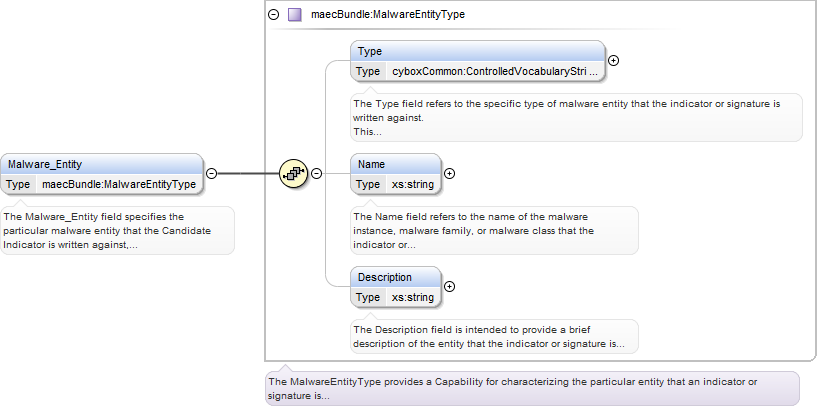 maecBundle:MalwareEntityType
Type
Type cyboxCommon:ControlledVocabularyStri ...
The Type field refers to the specific type of malware entity that the indicator or signature is
written against.
This...
Malware_Entity
Type maecBundle:MalwareEntityType
The Malware_Entity field specifies the
particular malware entity that the Candidate
Indicator is written against,...
Name
Type xs:string
The Name field refers to the name of the malware
instance, malware family, or malware class that the
indicator or...
Description
Type xs:string
The Description field is intended to provide a brief
description of the entity that the indicator or signature is...
The MalwareEntityType provides a Capability for characterizing the particular entity that an indicator or
signature is...